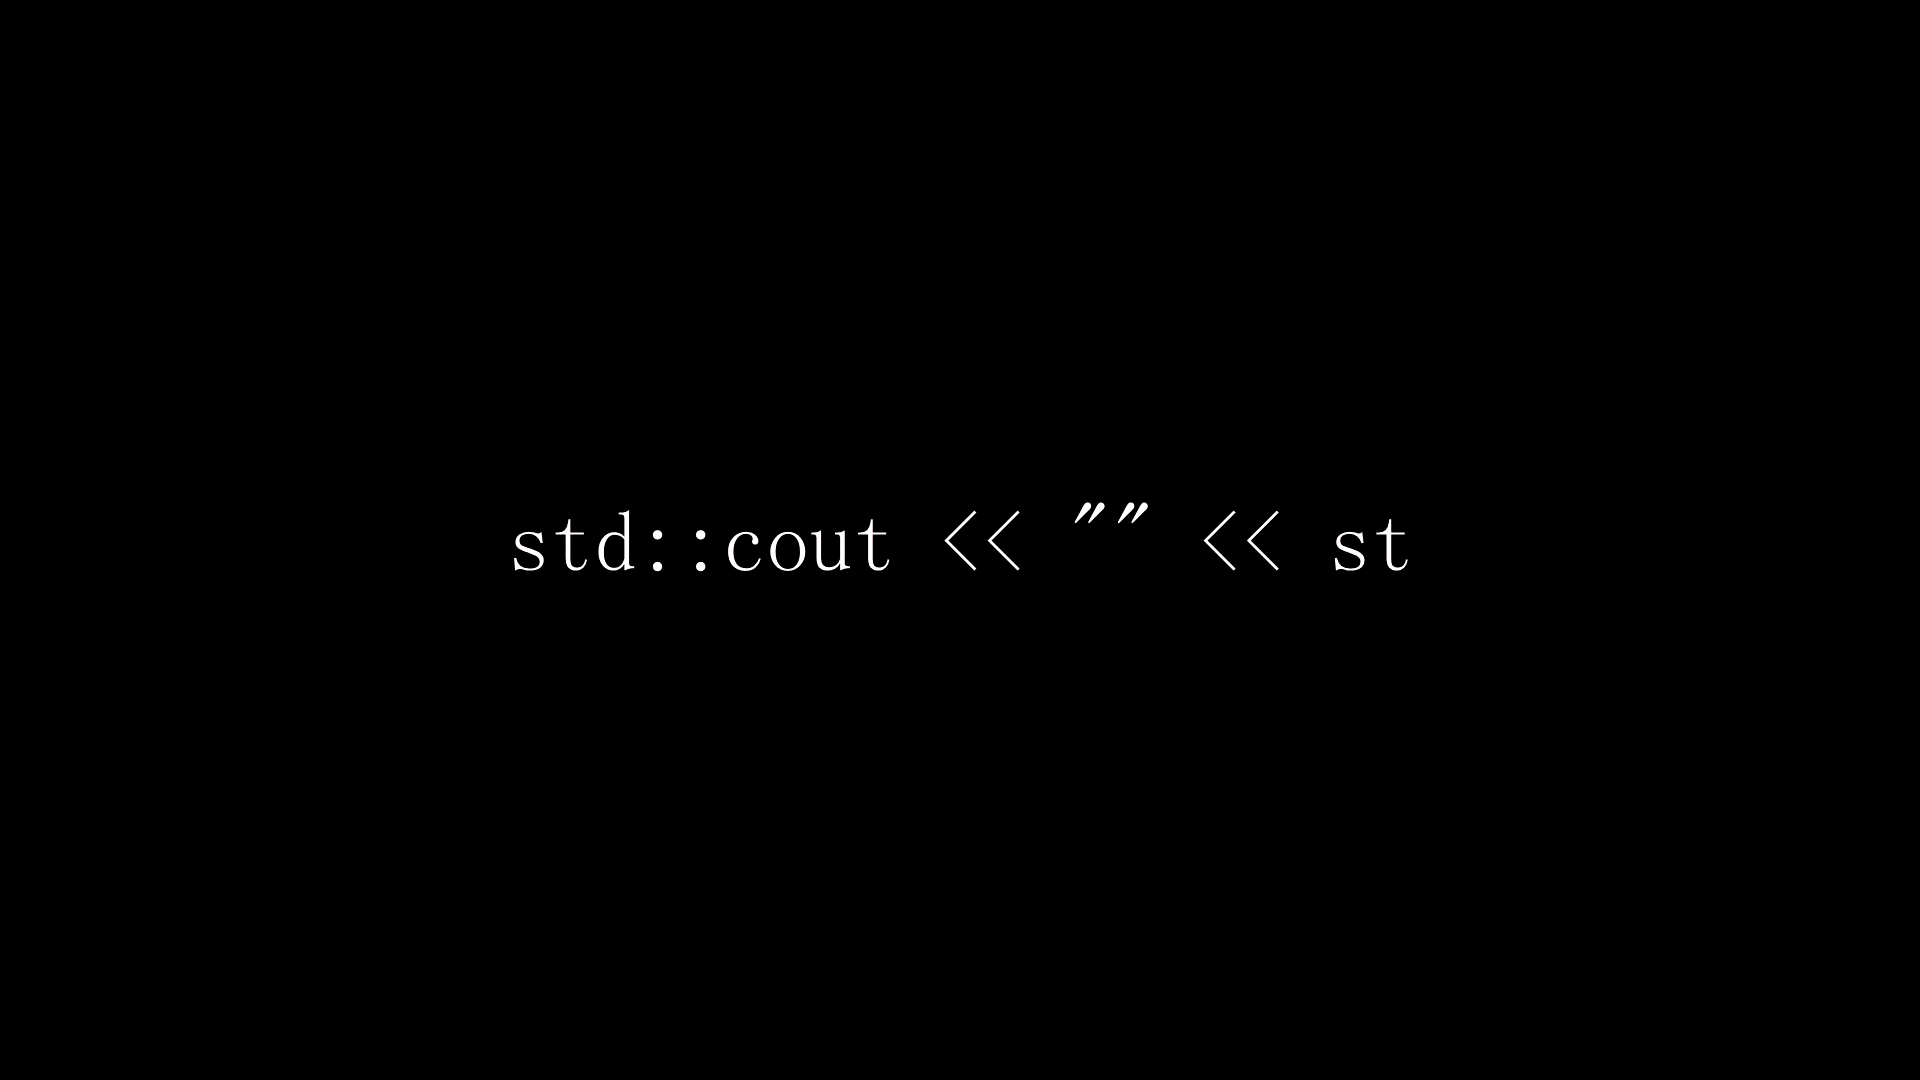 std::cout << "" << st